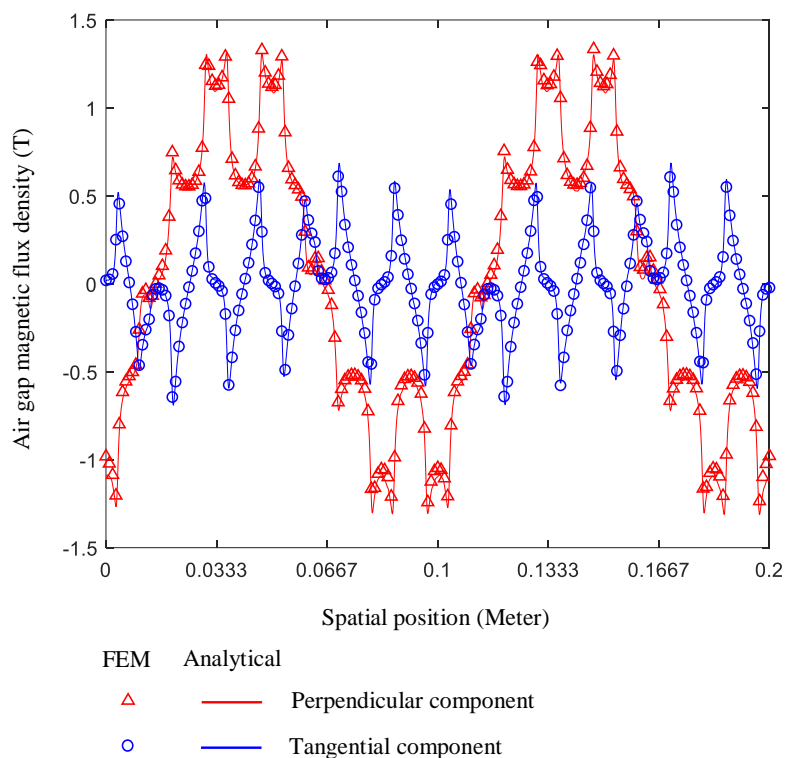 1.5
1
0.5
0
-0.5
-1
-1.5
Air gap magnetic flux density (T)
0 0.0333 0.0667 0.1 0.1333 0.1667 0.2
Spatial position (Meter)
FEM Analytical
Perpendicular component
Tangential component